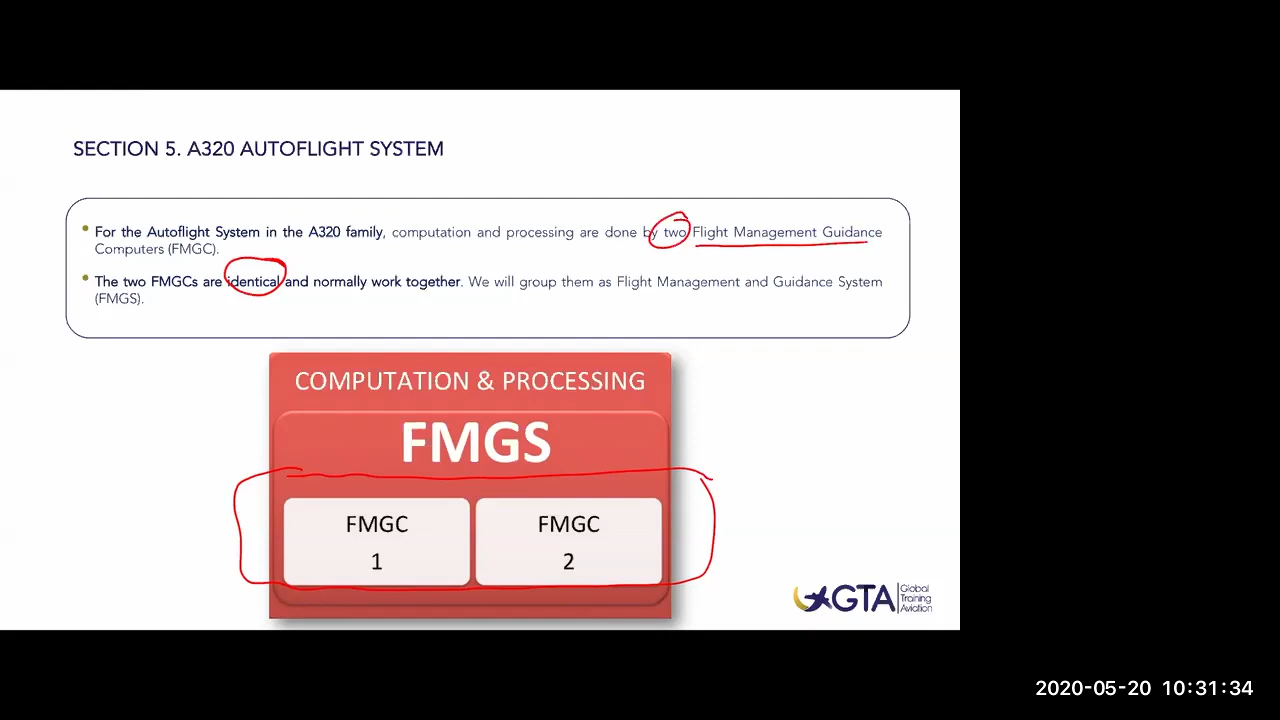 SECTION 5. A320 AUTOFLIGHT SYSTEM
• For the Autoflight System in the A320 family, computation and processing are done by two Flight Management Guidance
Computers (FMGC).
• The two FMGCs are identical and normally work together. We will group them as Flight Management and Guidance System
(FMGS).
COMPUTATION & PROCESSING
FMGS
FMGC
1
FMGC
2
GTA
Global
Training
Aviation
2020-05-20 10:31:34